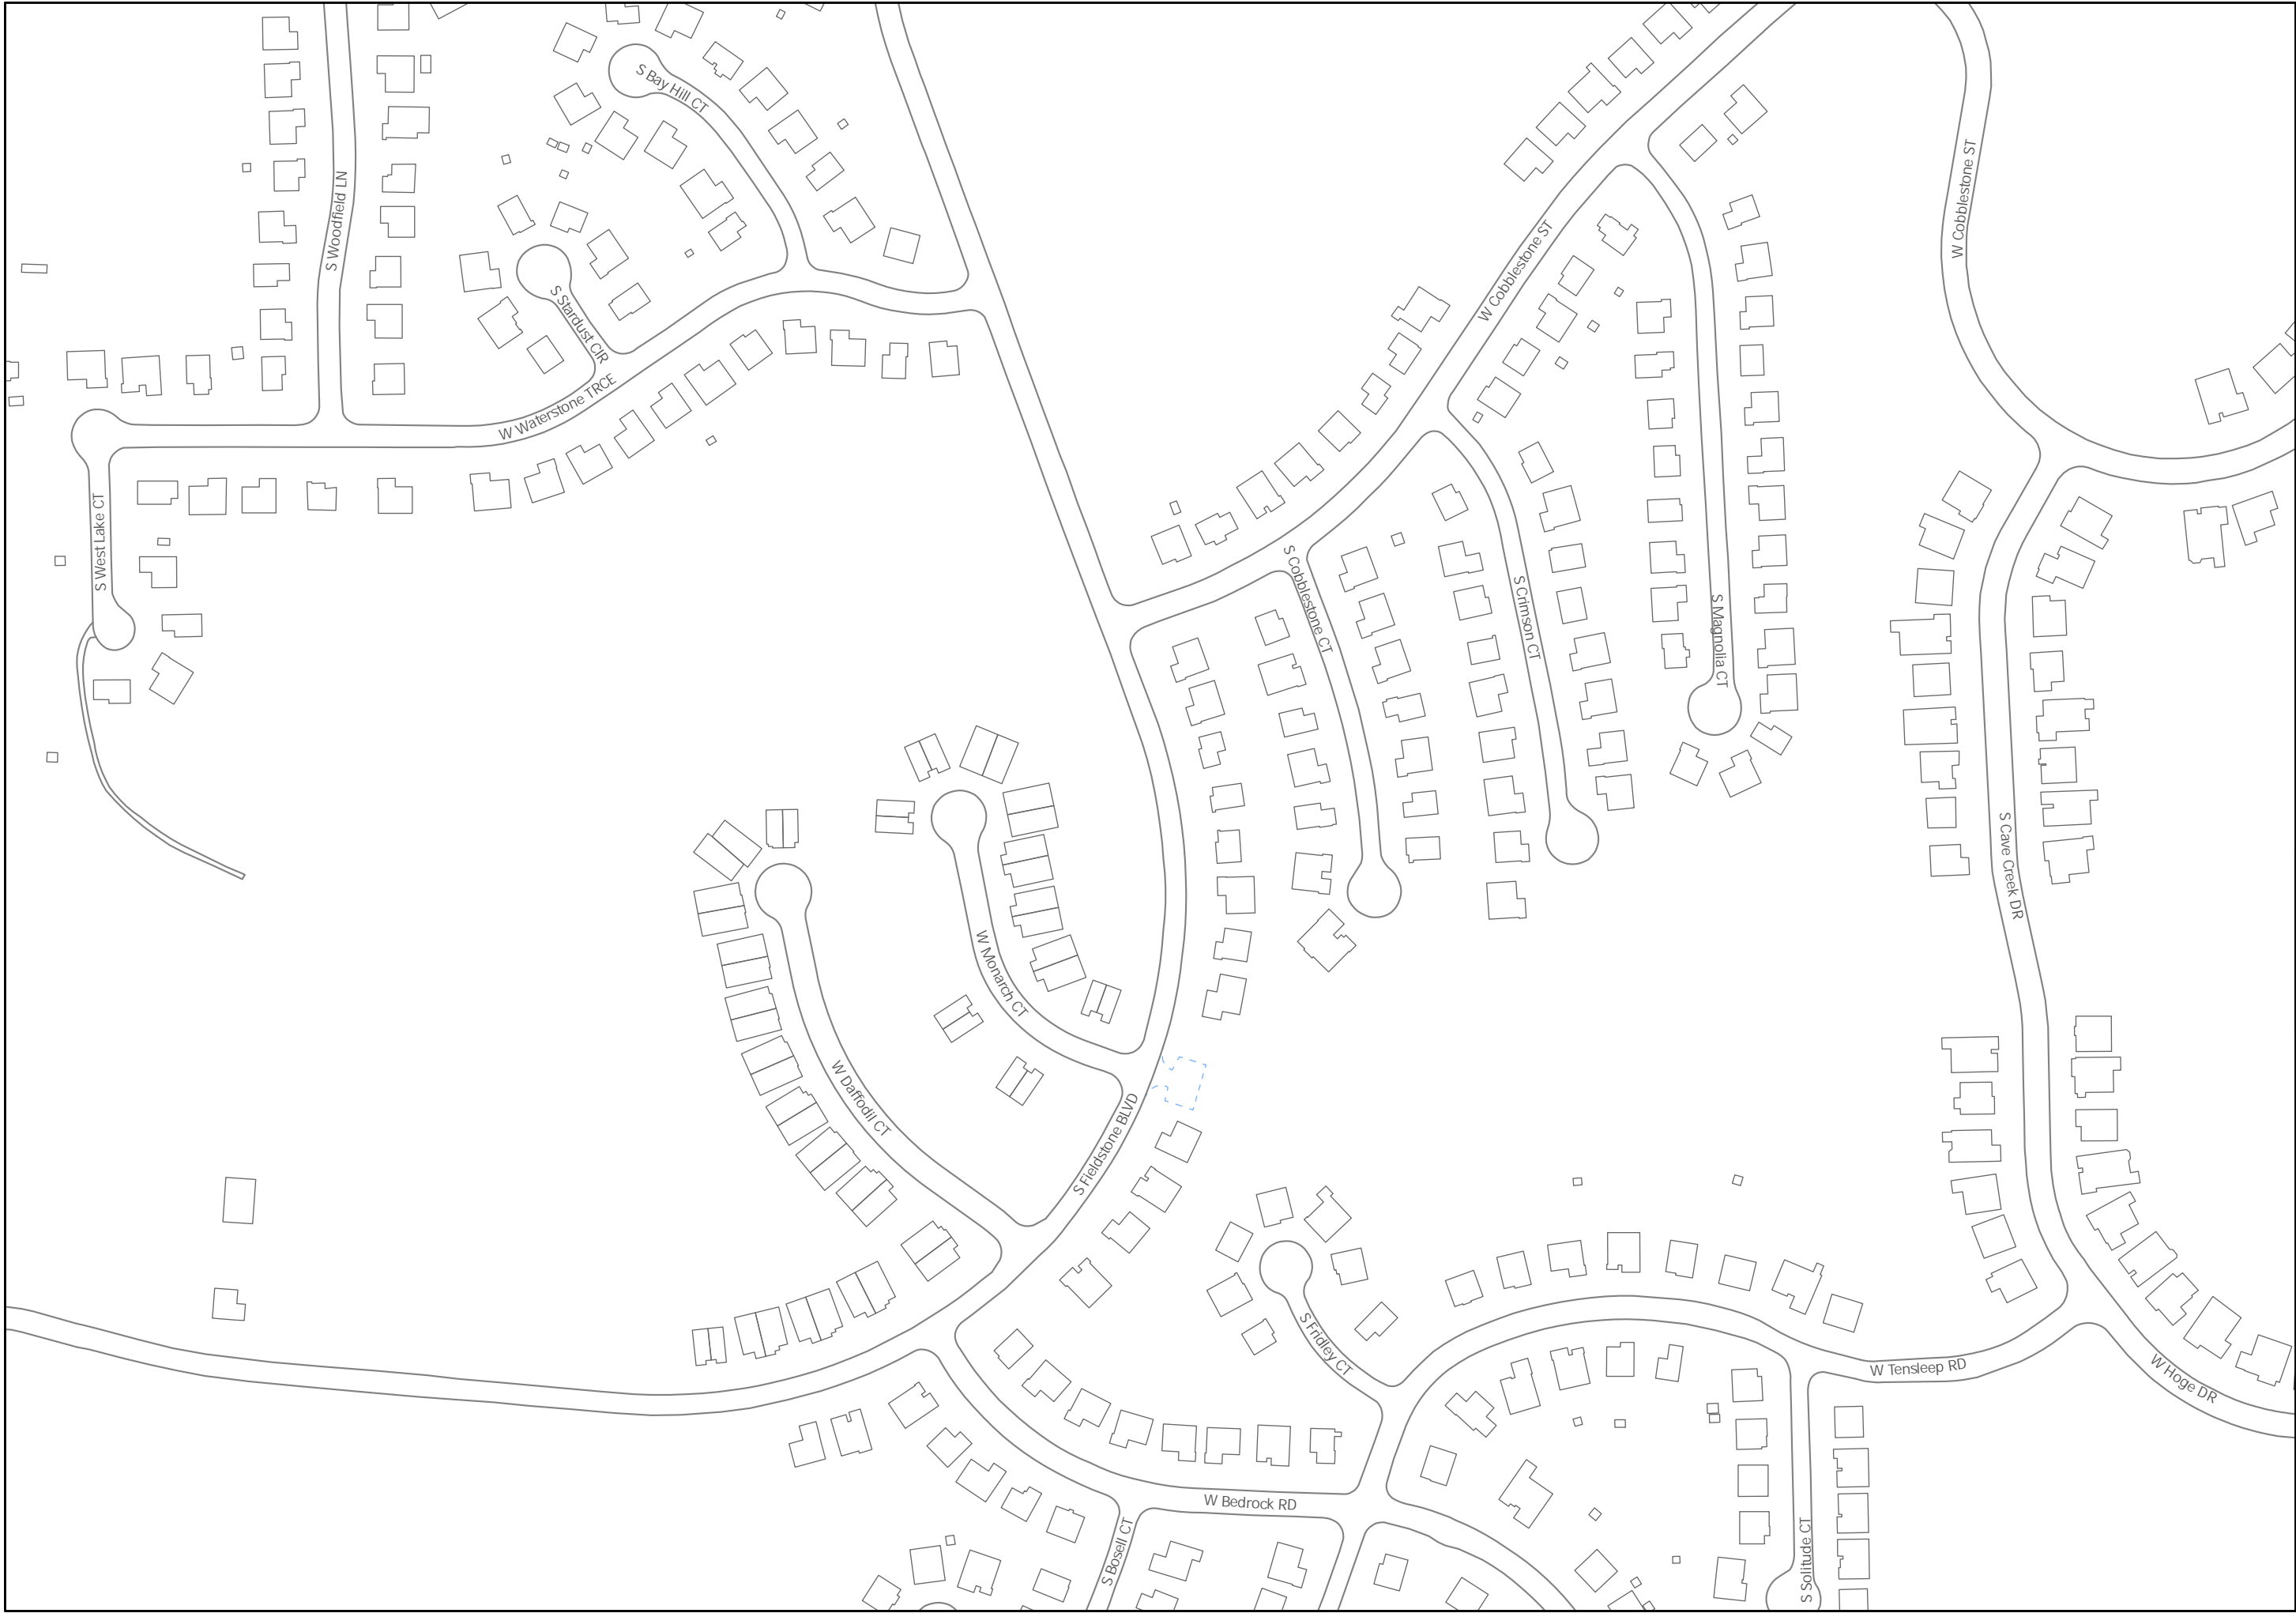 S Bay Hill CT
W Cobblestone ST
S Woodfield LN
W Cobblestone ST
S Stardust CIR
W Waterstone TRCE
S West Lake CT
S Cobblestone CT
S Crimson CT
S Magnolia CT
S Cave Creek DR
W Monarch CT
W Daffodil CT
S Fieldstone BLVD
S Fridley CT
W Tensleep RD
W Hoge DR
W Bedrock RD
S Bosell CT
S Solitude CT